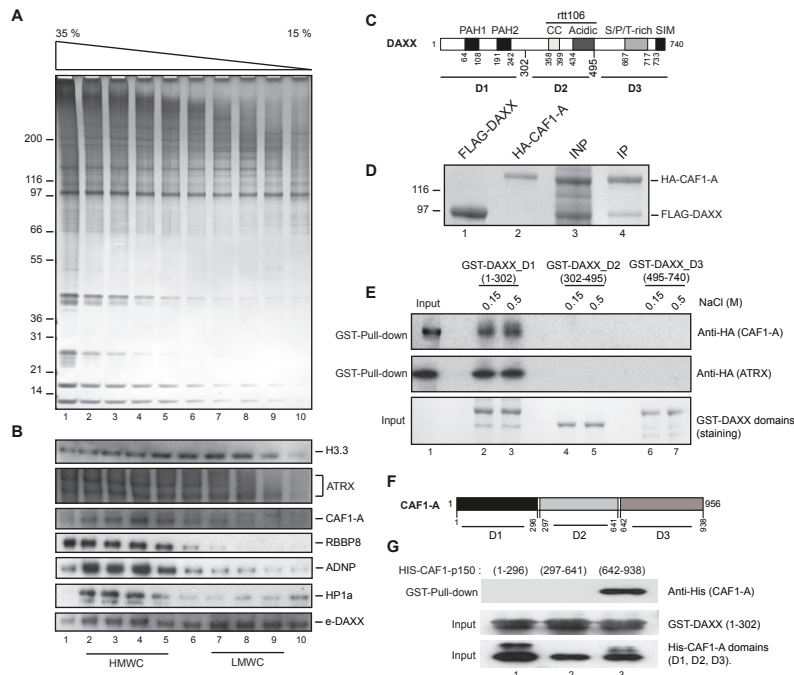 A
35 %
15 %
200
116
97
66
55
36
31
21
14
1 2 3 4 5 6 7 8 9 10
B
H3.3
ATRX
CAF1-A
RBBP8
ADNP
HP1a
e-DAXX
1 2 3 4 5 6 7 8 9 10
HMWC
LMWC
C
rtt106
PAH1 PAH2 CC Acidic S/P/T-rich SIM
DAXX 1 740
64 108 191 242 302 358 399 434 495 667 717 733
D1 D2 D3
FLAG-DAXX HA-CAF1-A INP IP
D
HA-CAF1-A
116
97
FLAG-DAXX
1 2 3 4
GST-DAXX_D1 GST-DAXX_D2 GST-DAXX_D3
(1-302) (302-495) (495-740)
E
Input 0.15 0.5 0.15 0.5 0.15 0.5 NaCl (M)
GST-Pull-down Anti-HA (CAF1-A)
GST-Pull-down Anti-HA (ATRX)
Input GST-DAXX domains
(staining)
1 2 3 4 5 6 7
F
CAF1-A 956
1 296 297 641 642 938
D1 D2 D3
G
HIS-CAF1-p150 : (1-296) (297-641) (642-938)
GST-Pull-down Anti-His (CAF1-A)
Input GST-DAXX (1-302)
Input His-CAF1-A domains
(D1, D2, D3).
1 2 3